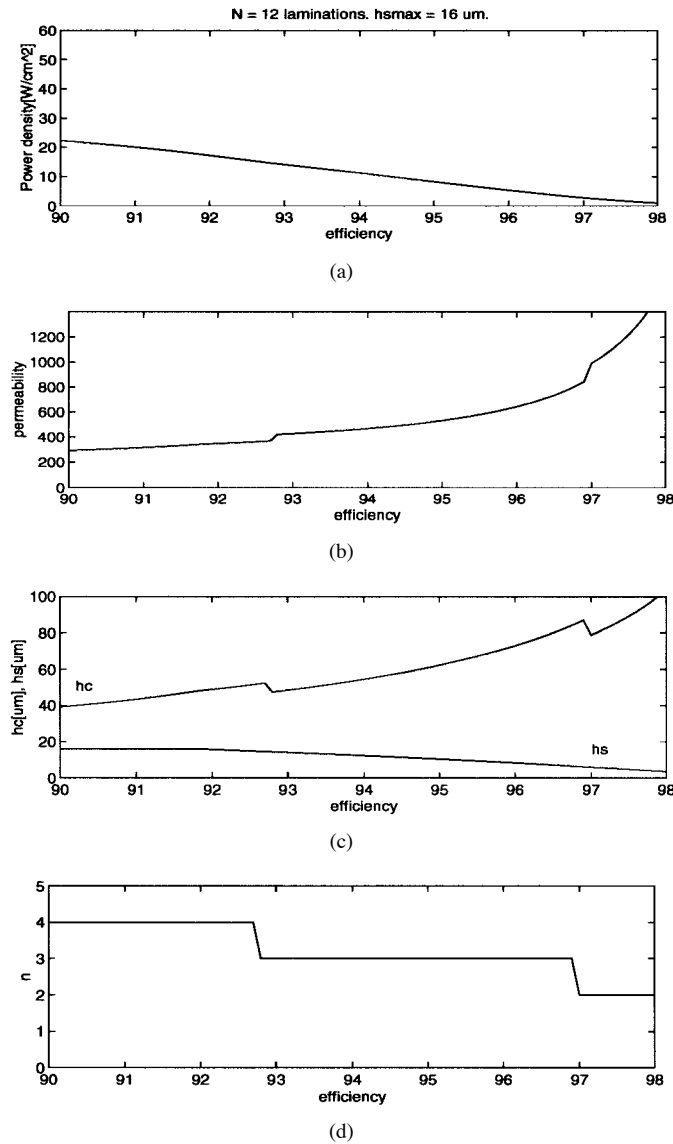 N = 12 laminations. hsmax = 16 um.
Power density[W/cm^2]
60
50
40
30
20
10
0
90 91 92 93 94 95 96 97 98
efficiency
(a)
permeability
1200
1000
800
600
400
200
0
90 91 92 93 94 95 96 97 98
efficiency
(b)
hc[um], hs[um]
100
80
60
40
20
0
hc
hs
90 91 92 93 94 95 96 97 98
efficiency
(c)
n
5
4
3
2
1
0
90 91 92 93 94 95 96 97 98
efficiency
(d)